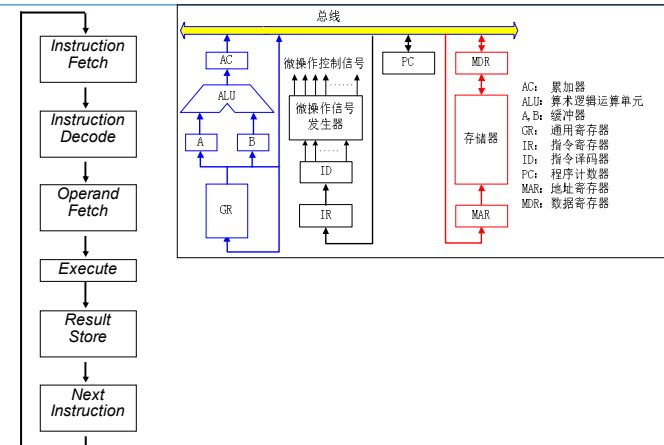 Instruction
Fetch
Instruction
Decode
Operand
Fetch
Execute
Result
Store
Next
Instruction
总线
AC
ALU
A
B
GR
微操作控制信号
......
微操作信号
发生器
.....
ID
IR
PC
MDR
存储器
MAR
AC: 累加器
ALU: 算术逻辑运算单元
A,B: 缓冲器
GR: 通用寄存器
IR: 指令寄存器
ID: 指令译码器
PC: 程序计数器
MAR: 地址寄存器
MDR: 数据寄存器